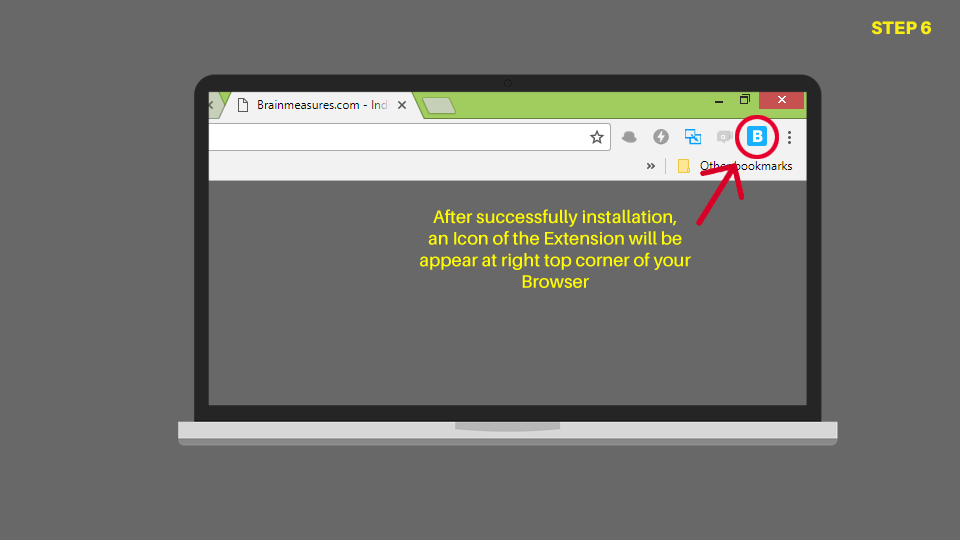 STEP 6
Brainmeasures.com - Ind
B
Other bookmarks
After successfully installation,
an Icon of the Extension will be
appear at right top corner of your
Browser